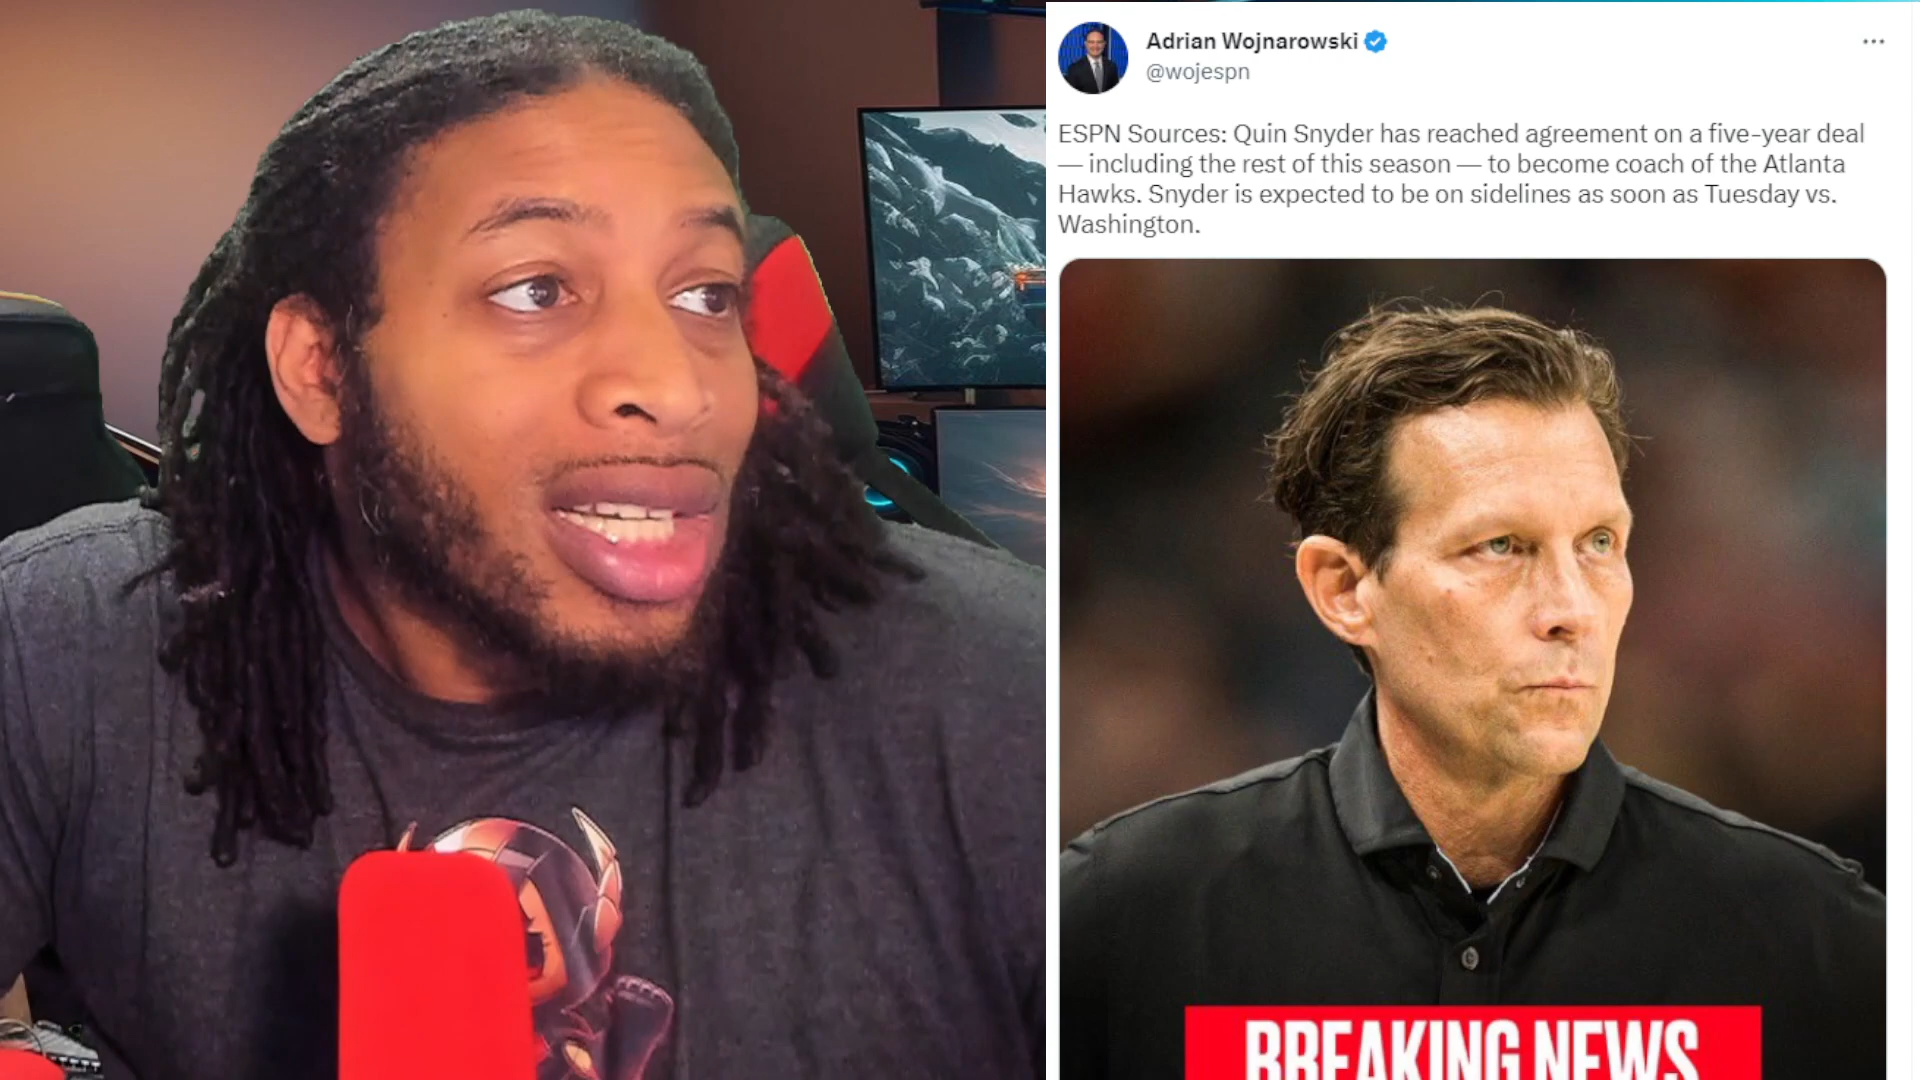 Adrian Wojnarowski
@wojespn
ESPN Sources: Quin Snyder has reached agreement on a five-year deal
— including the rest of this season — to become coach of the Atlanta
Hawks. Snyder is expected to be on sidelines as soon as Tuesday vs.
Washington.
BREAKING NEWS